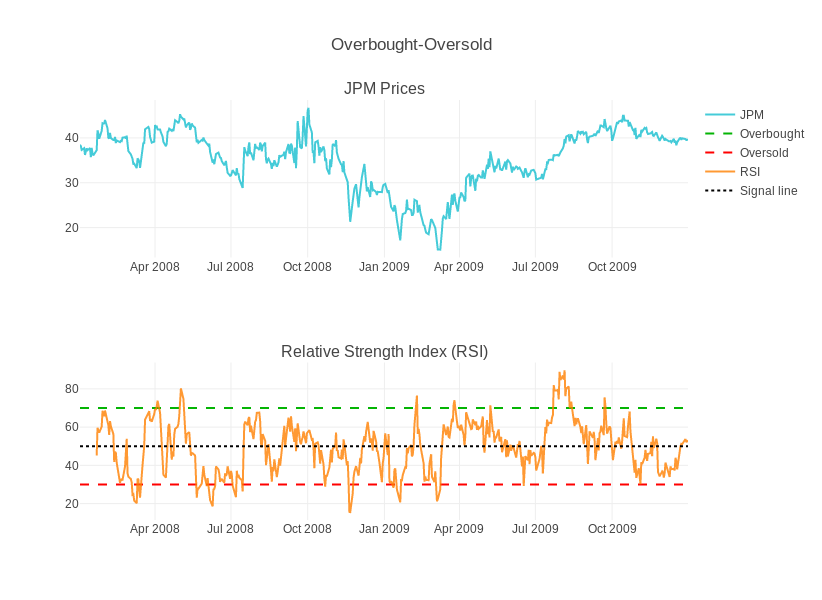 Overbought-Oversold
JPM Prices
40
30
20
Apr 2008 Jul 2008 Oct 2008 Jan 2009 Apr 2009 Jul 2009 Oct 2009
JPM
Overbought
Oversold
RSI
Signal line
Relative Strength Index (RSI)
80
60
40
20
Apr 2008 Jul 2008 Oct 2008 Jan 2009 Apr 2009 Jul 2009 Oct 2009